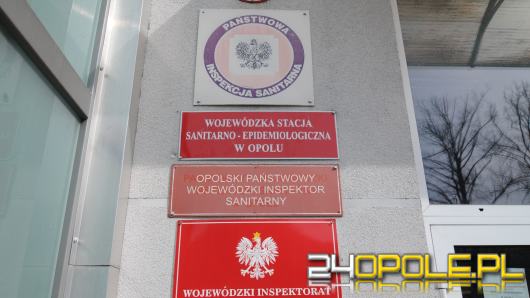 PAŃSTWOWA
INSPEKCJA SANITARNA
WOJEWÓDZKA STACJA
SANITARNO - EPIDEMIOLOGICZNA
W OPOLU
OPOLSKI PAŃSTWOWY
WOJEWÓDZKI INSPEKTOR
SANITARNY
WOJEWÓDZKI INSPEKTORAT
24OPOLE.PL